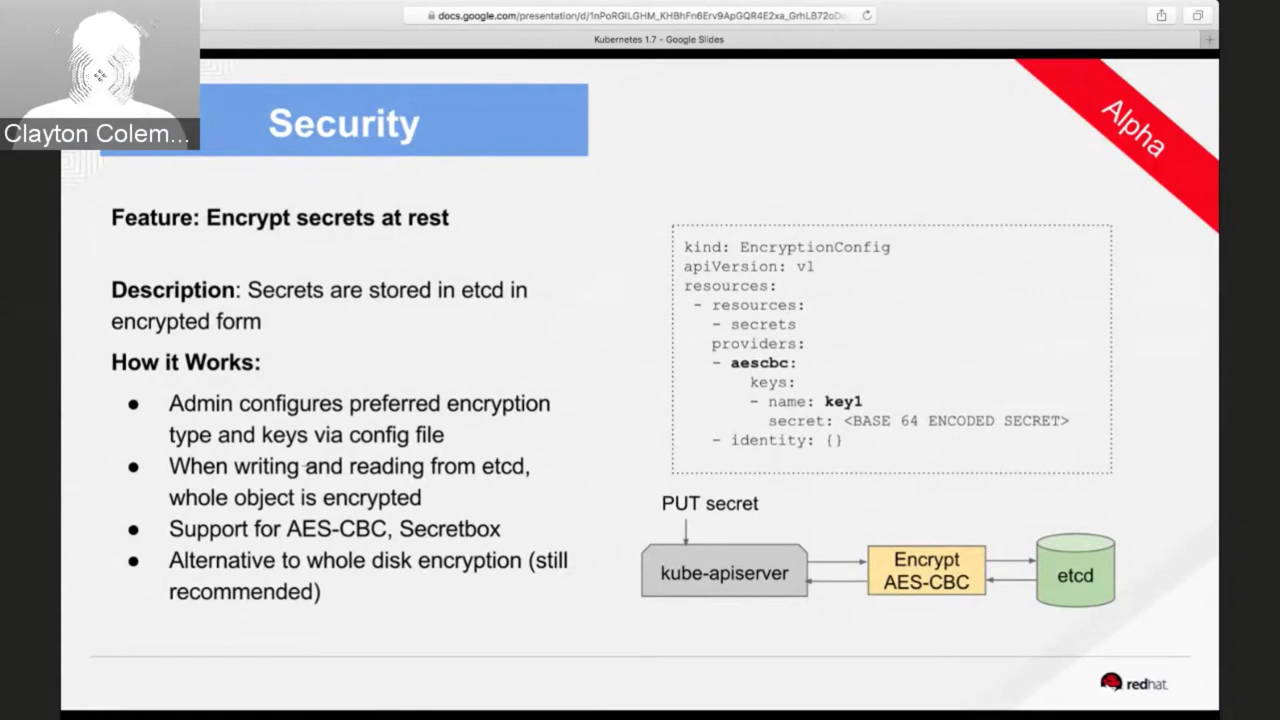 docs.google.com/presentation/d/1nPoRGILGHM_KHBhFn6Erv9ApGQR4E2xa_GrhLB72oD
Kubernetes 1.7 - Google Slides
Clayton Colem...
Security
Alpha
Feature: Encrypt secrets at rest
Description: Secrets are stored in etcd in
encrypted form
How it Works:
● Admin configures preferred encryption
type and keys via config file
● When writing and reading from etcd,
whole object is encrypted
● Support for AES-CBC, Secretbox
● Alternative to whole disk encryption (still
recommended)
kind: EncryptionConfig
apiVersion: v1
resources:
- resources:
- secrets
providers:
- aescbc:
keys:
- name: key1
secret: <BASE 64 ENCODED SECRET>
- identity: {}
PUT secret
kube-apiserver
Encrypt
AES-CBC
etcd
redhat.